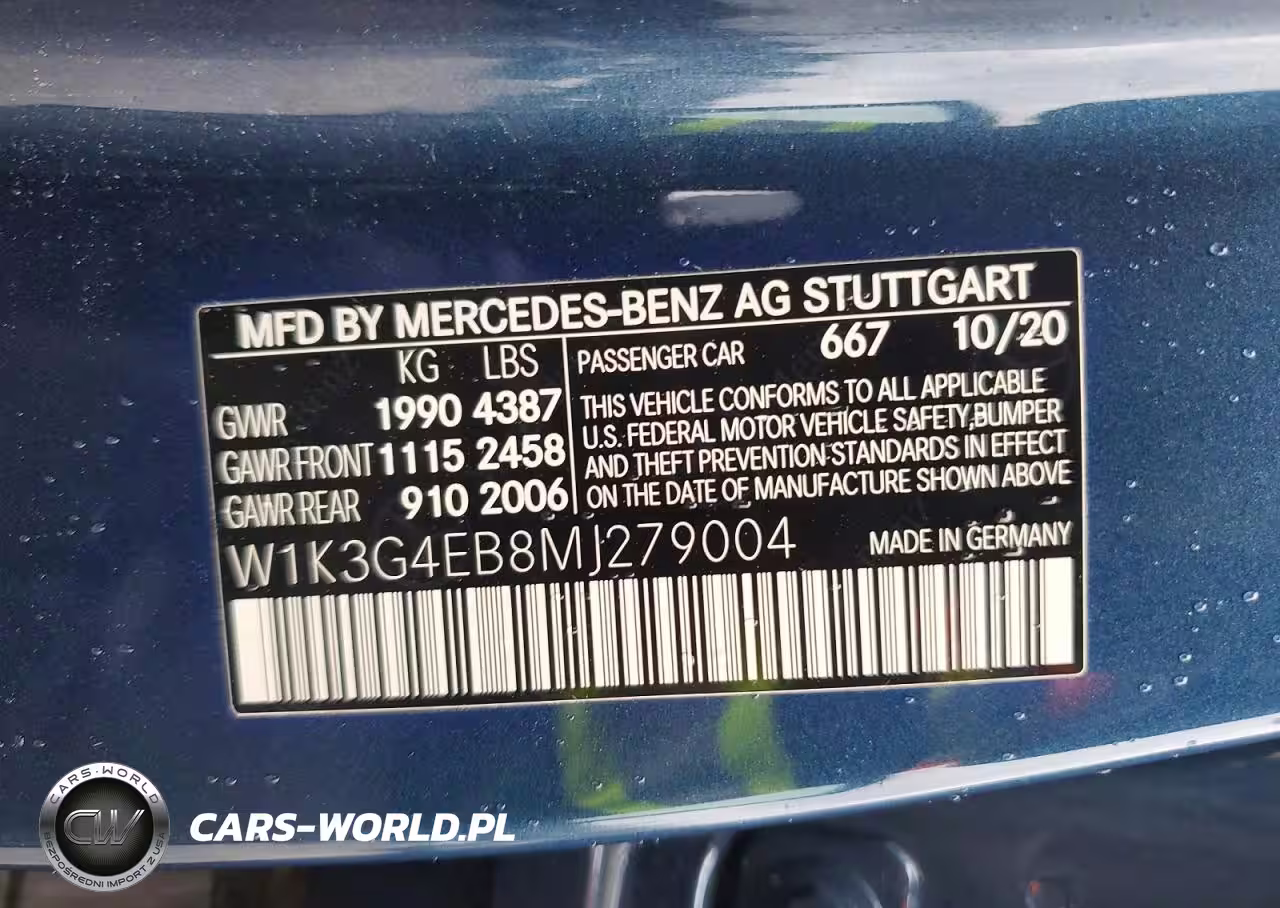 MFD BY MERCEDES-BENZ AG STUTTGART
KG LBS
GVWR 1990 4387
GAWR FRONT 1115 2458
GAWR REAR 910 2006
PASSENGER CAR 667 10/20
THIS VEHICLE CONFORMS TO ALL APPLICABLE
U.S. FEDERAL MOTOR VEHICLE SAFETY,BUMPER
AND THEFT PREVENTION STANDARDS IN EFFECT
ON THE DATE OF MANUFACTURE SHOWN ABOVE
W1K3G4EB8MJ279004 MADE IN GERMANY
CARS-WORLD
CW
BEZPOŚREDNI IMPORT Z USA
CARS-WORLD.PL